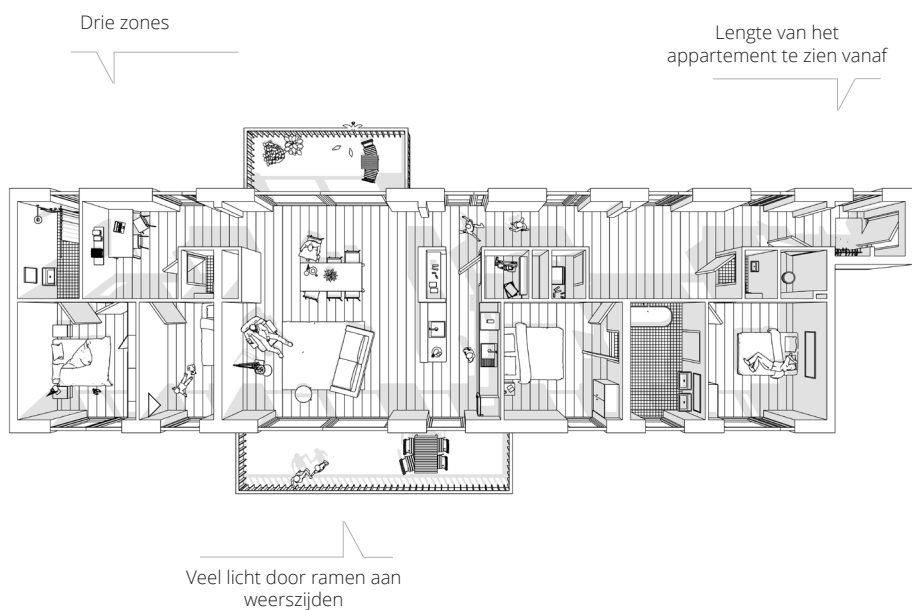 Drie zones
Lengte van het
appartement te zien vanaf
Veel licht door ramen aan
weerszijden